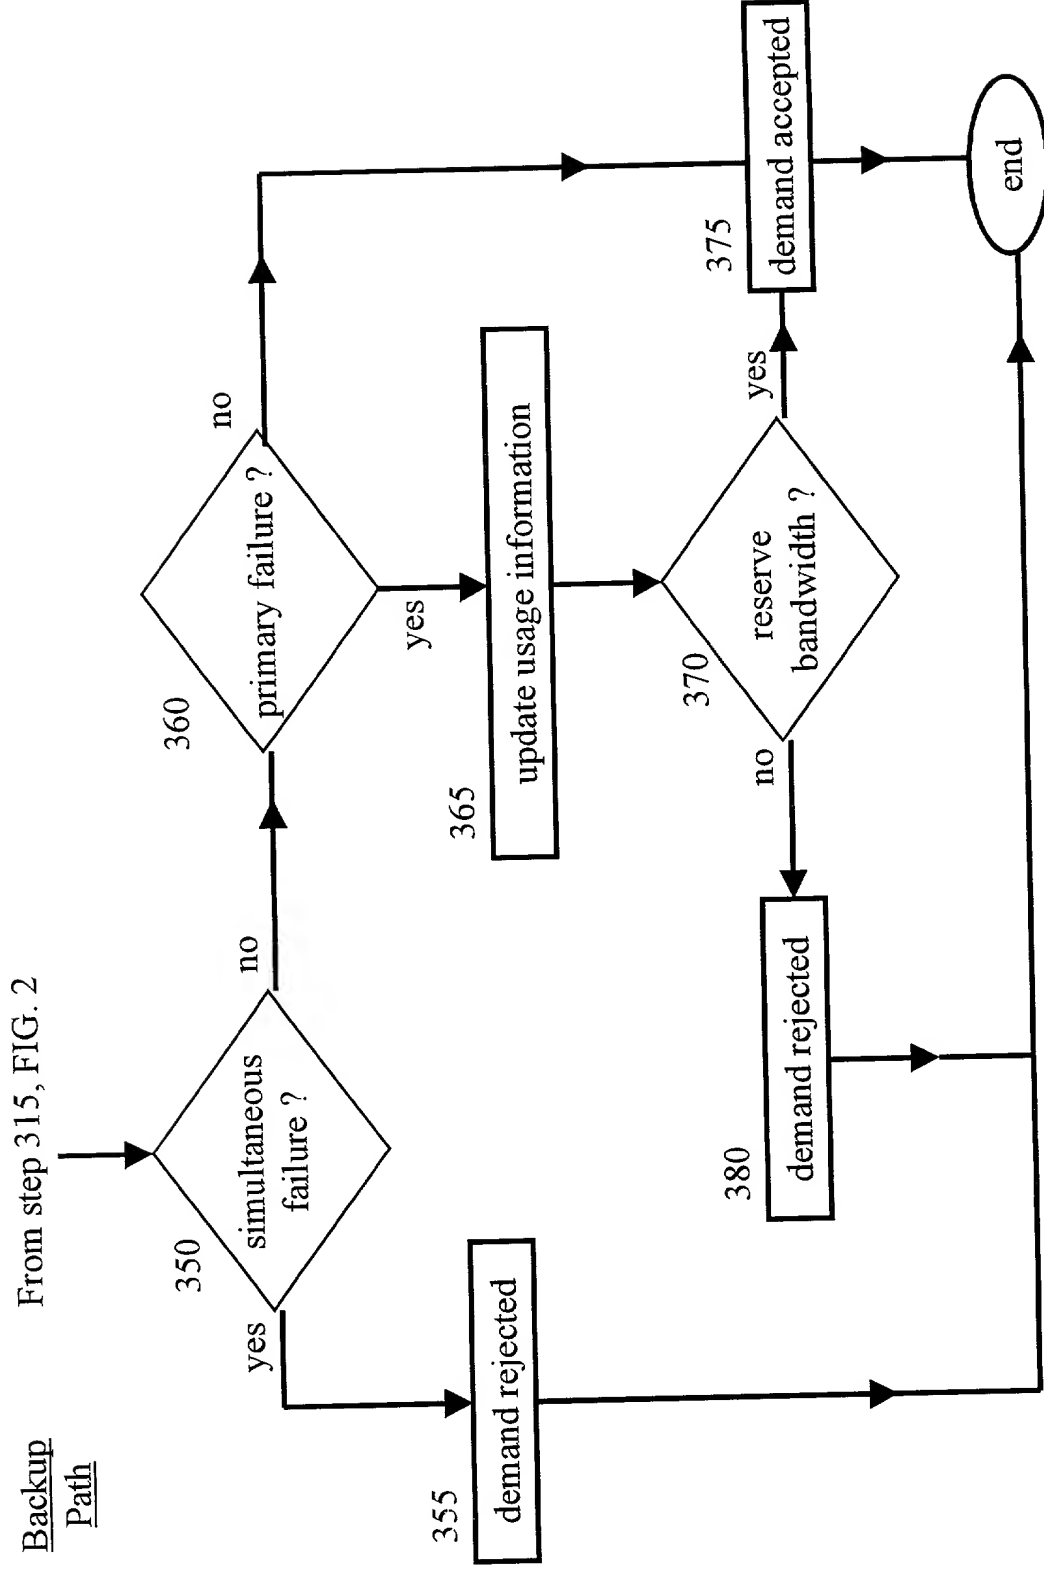 Backup
Path
From step 315, FIG. 2
350
simultaneous
failure ?
yes
no
355
demand rejected
360
primary failure ?
no
yes
365
update usage information
370
reserve
bandwidth ?
no
yes
380
demand rejected
375
demand accepted
end